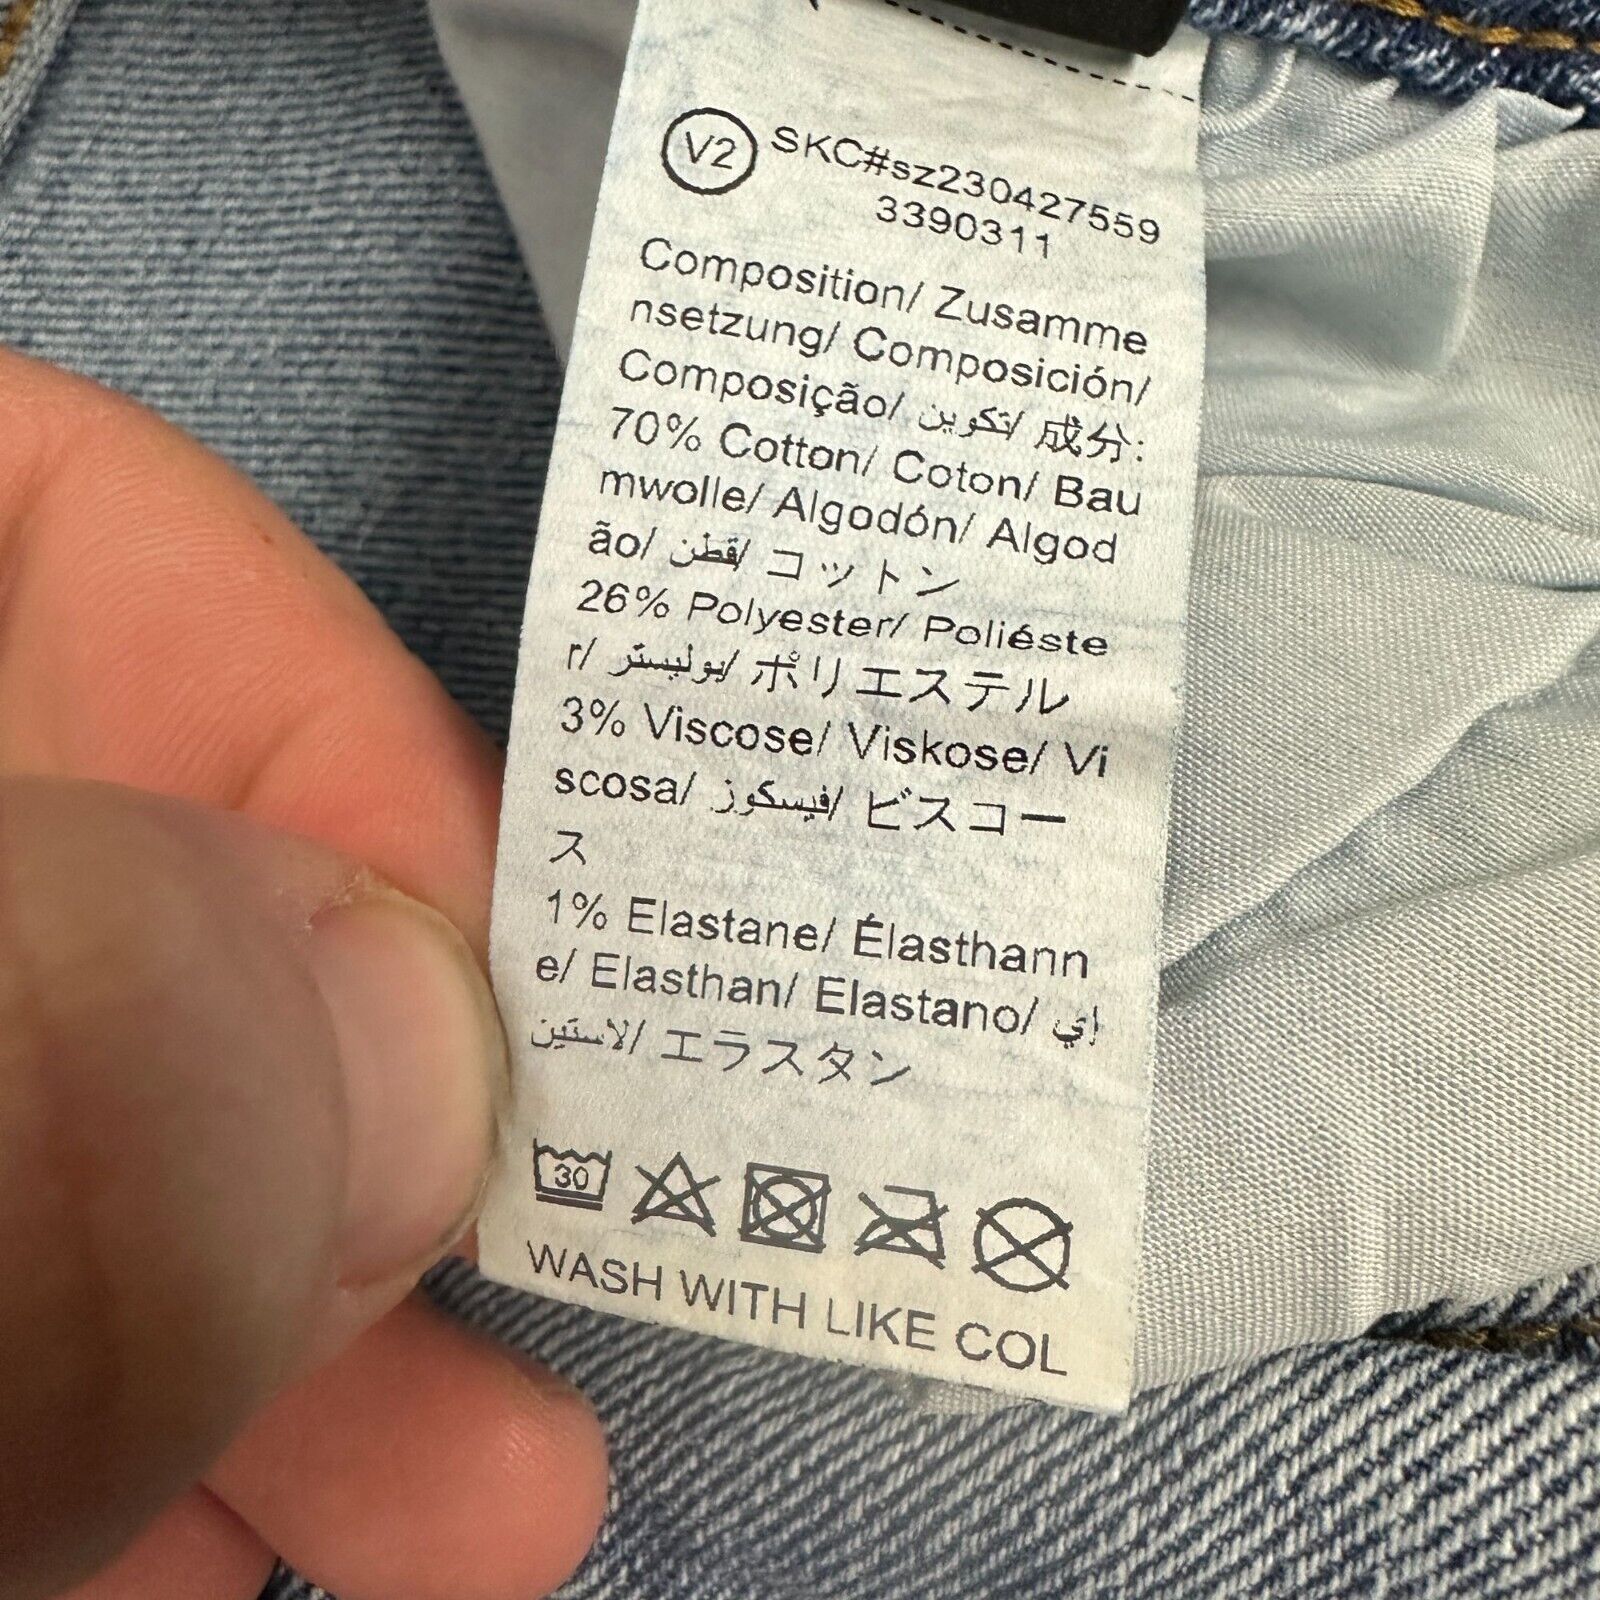 V2 SKC#sz230427559
3390311
Composition/ Zusamme
nsetzung/ Composición/
Composição/ تكوين/ 成分:
70% Cotton/ Coton/ Bau
mwolle/ Algodón/ Algod
ão/ قطن/ コットン
26% Polyester/ Poliéste
r/ بوليستر/ ポリエステル
3% Viscose/ Viskose/ Vi
scosa/ فيسكوز/ ビスコー
ス
1% Elastane/ Élasthann
e/ Elasthan/ Elastano/ إي
لاستين/ エラスタン
30
WASH WITH LIKE COL